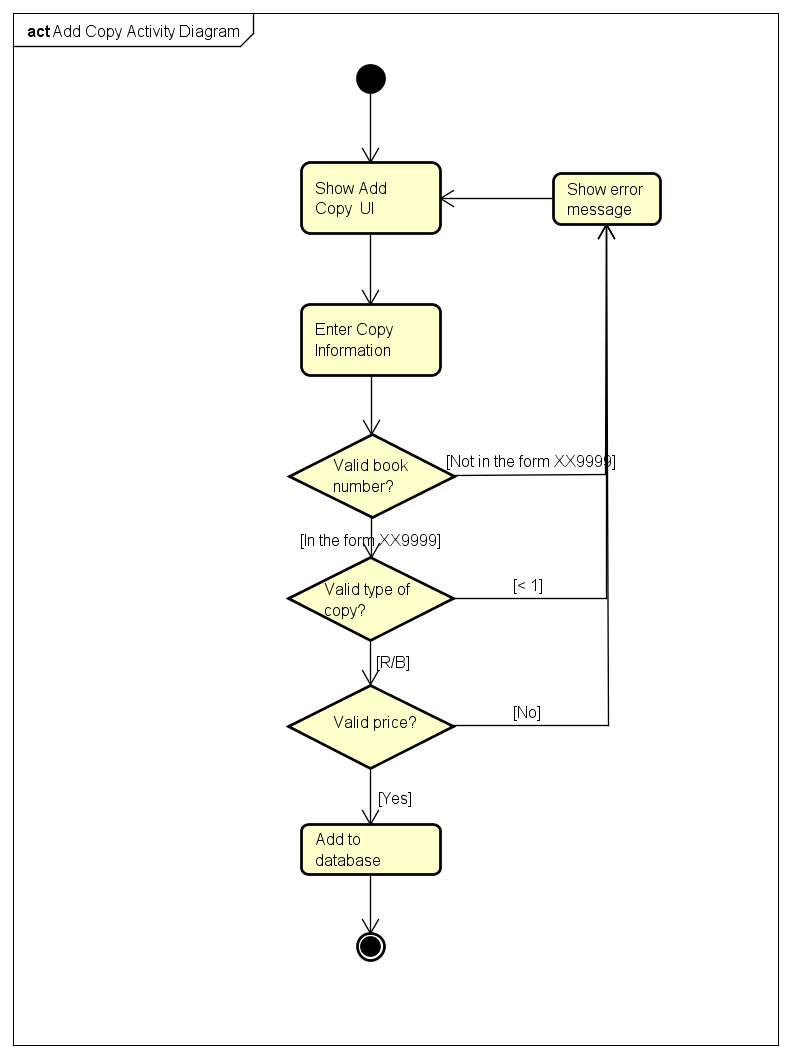 act Add Copy Activity Diagram
Show Add
Copy UI
Show error
message
Enter Copy
Information
Valid book
number?
[Not in the form XX9999]
[In the form XX9999]
Valid type of
copy?
[< 1]
[R/B]
Valid price?
[No]
[Yes]
Add to
database